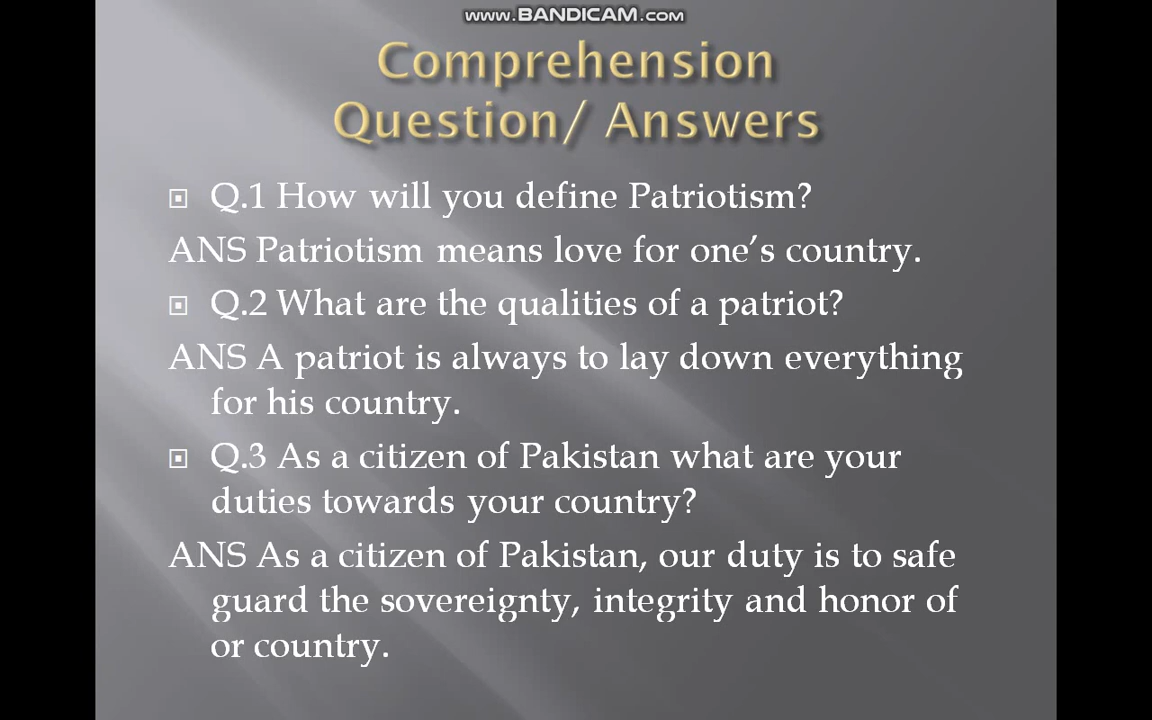 www.BANDICAM.com
Comprehension
Question/ Answers
Q.1 How will you define Patriotism?
ANS Patriotism means love for one’s country.
Q.2 What are the qualities of a patriot?
ANS A patriot is always to lay down everything
for his country.
Q.3 As a citizen of Pakistan what are your
duties towards your country?
ANS As a citizen of Pakistan, our duty is to safe
guard the sovereignty, integrity and honor of
or country.